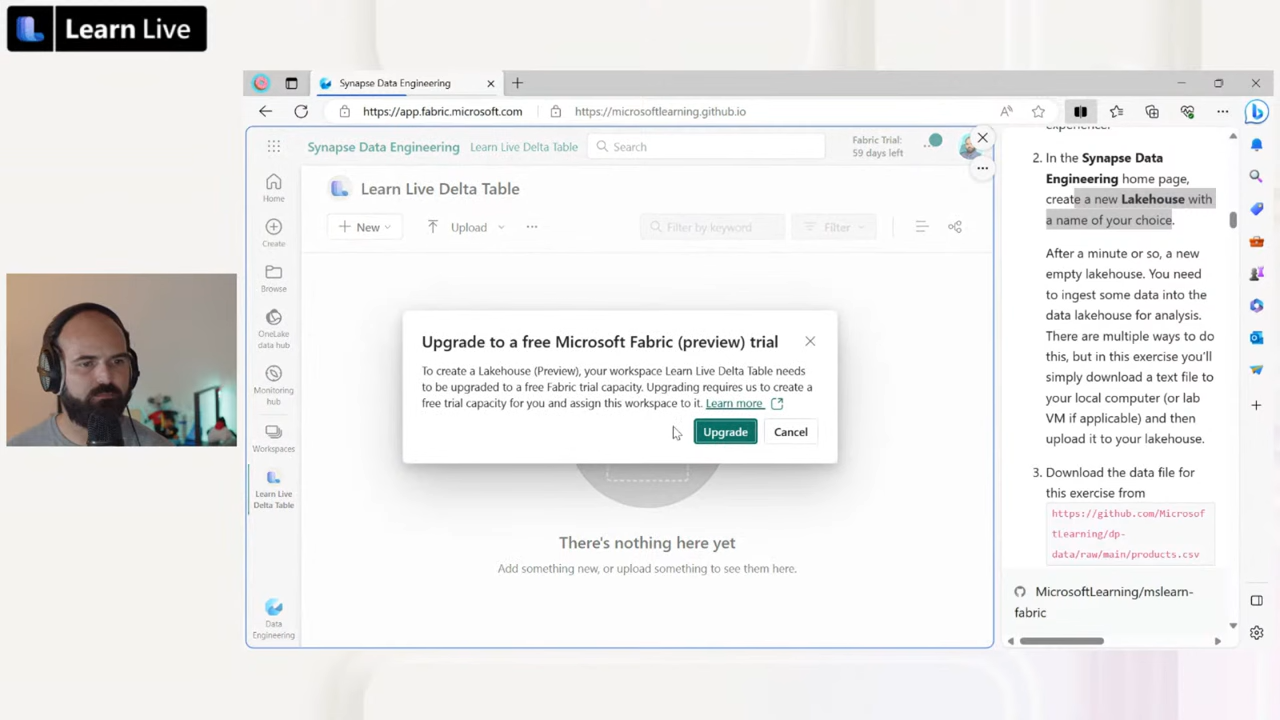 Learn Live
Synapse Data Engineering
https://app.fabric.microsoft.com
https://microsoftlearning.github.io
Synapse Data Engineering
Learn Live Delta Table
Search
Fabric Trial:
59 days left
Home
Create
Browse
OneLake
data hub
Monitoring
hub
Workspaces
Learn Live
Delta Table
Data
Engineering
Learn Live Delta Table
New
Upload
Filter by keyword
Filter
Upgrade to a free Microsoft Fabric (preview) trial
To create a Lakehouse (Preview), your workspace Learn Live Delta Table needs
to be upgraded to a free Fabric trial capacity. Upgrading requires us to create a
free trial capacity for you and assign this workspace to it. Learn more
Upgrade
Cancel
There's nothing here yet
Add something new, or upload something to see them here.
experience.
2. In the Synapse Data
Engineering home page,
create a new Lakehouse with
a name of your choice.
After a minute or so, a new
empty lakehouse. You need
to ingest some data into the
data lakehouse for analysis.
There are multiple ways to do
this, but in this exercise you'll
simply download a text file to
your local computer (or lab
VM if applicable) and then
upload it to your lakehouse.
3. Download the data file for
this exercise from
https://github.com/Microsof
tLearning/dp-
data/raw/main/products.csv
MicrosoftLearning/mslearn-
fabric